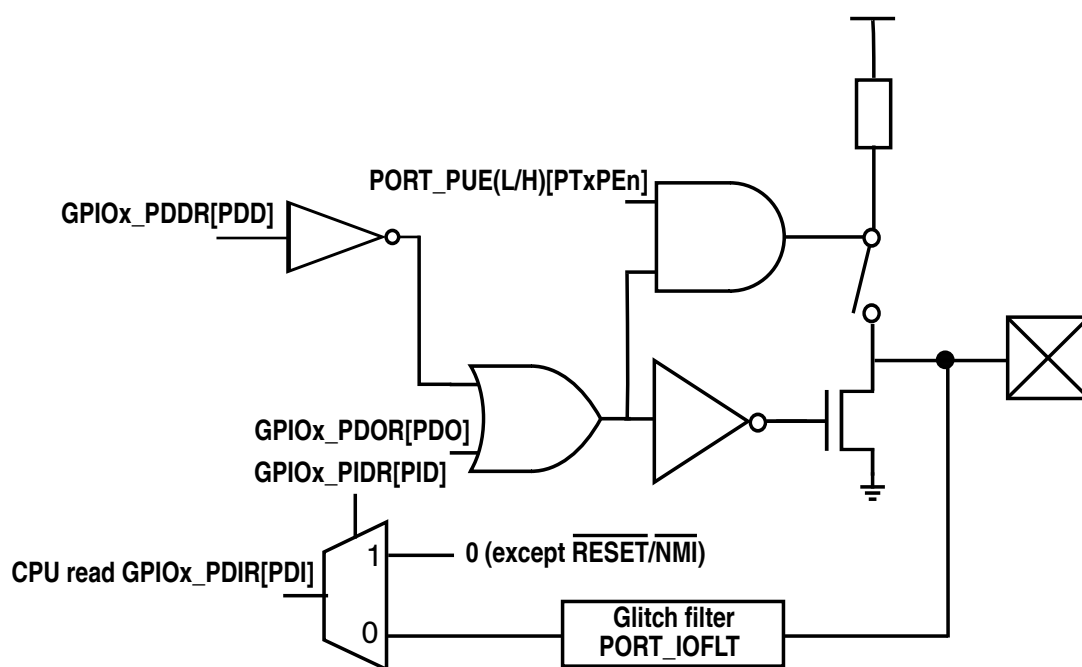 PORT_PUE(L/H)[PTxPEn]
GPIOx_PDDR[PDD]
GPIOx_PDOR[PDO]
GPIOx_PIDR[PID]
1
0 (except RESET/NMI)
CPU read GPIOx_PDIR[PDI]
0
Glitch filter
PORT_IOFLT